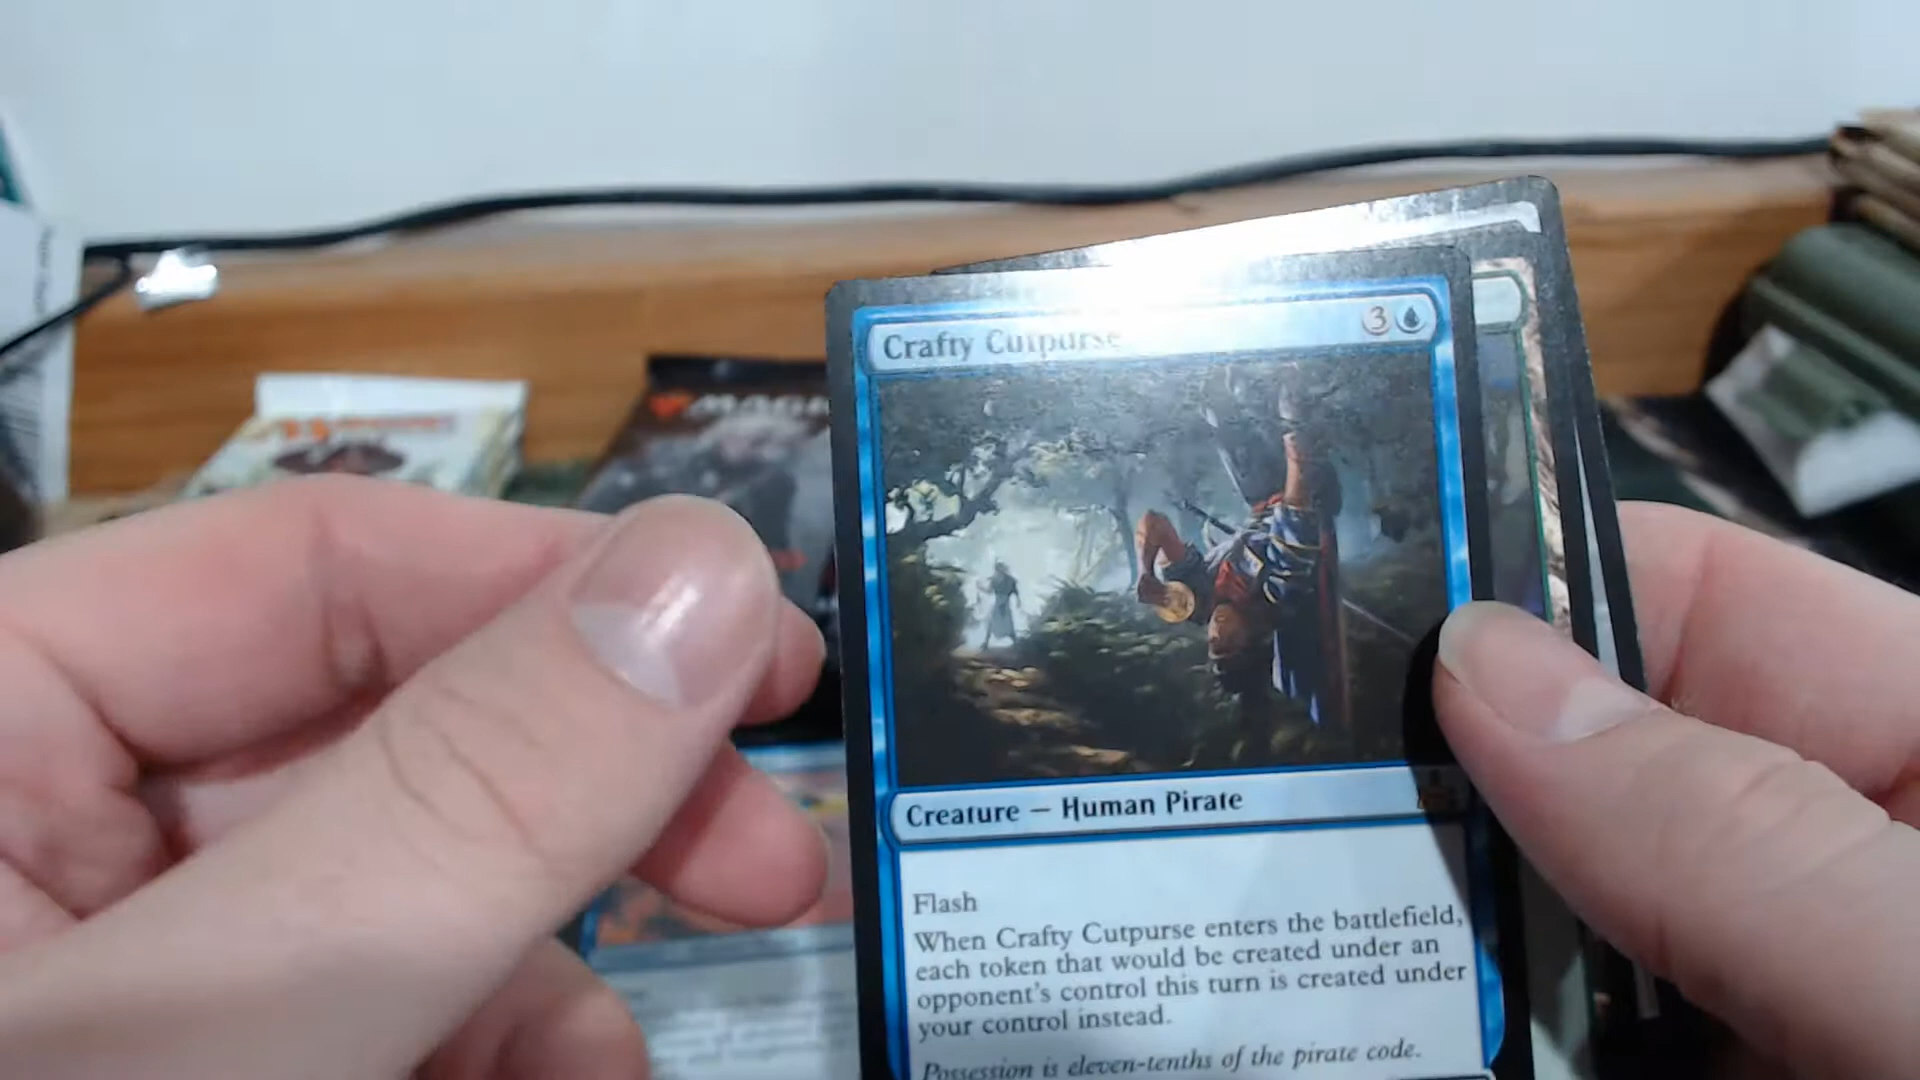 Crafty Cutpurse
3
MAGI
Creature — Human Pirate
Flash
When Crafty Cutpurse enters the battlefield,
each token that would be created under an
opponent's control this turn is created under
your control instead.
Possession is eleven-tenths of the pirate code.